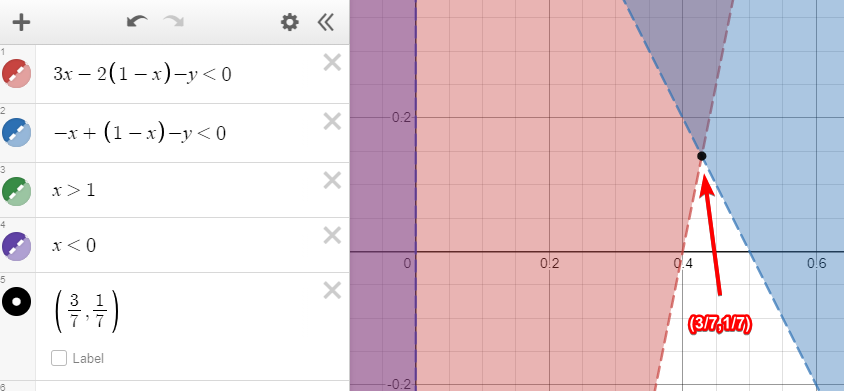 1
3x − 2(1 − x) − y < 0
2
−x + (1 − x) − y < 0
3
x > 1
4
x < 0
5
(3/7, 1/7)
Label
6
0.2
0 0.2 0.4 0.6
(3/7,1/7)
-0.2